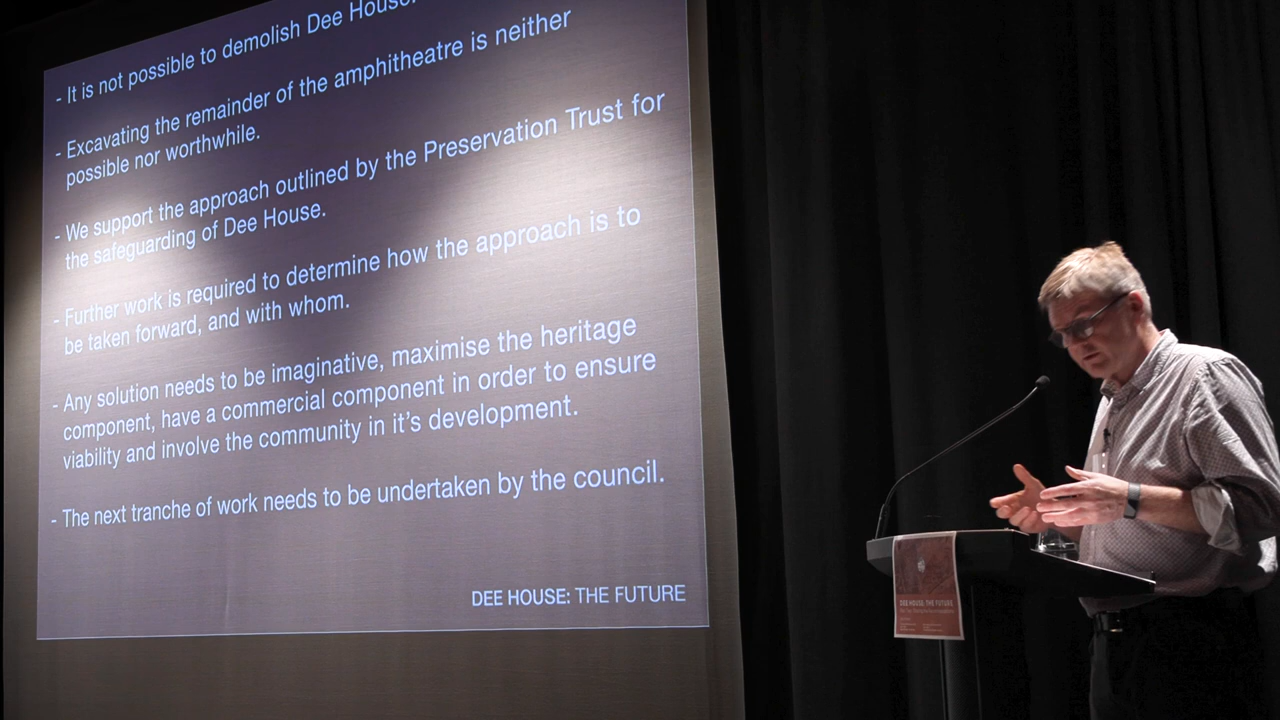 - It is not possible to demolish Dee House.
- Excavating the remainder of the amphitheatre is neither
possible nor worthwhile.
- We support the approach outlined by the Preservation Trust for
the safeguarding of Dee House.
- Further work is required to determine how the approach is to
be taken forward, and with whom.
- Any solution needs to be imaginative, maximise the heritage
component, have a commercial component in order to ensure
viability and involve the community in it's development.
- The next tranche of work needs to be undertaken by the council.
DEE HOUSE: THE FUTURE
DEE HOUSE: THE FUTURE